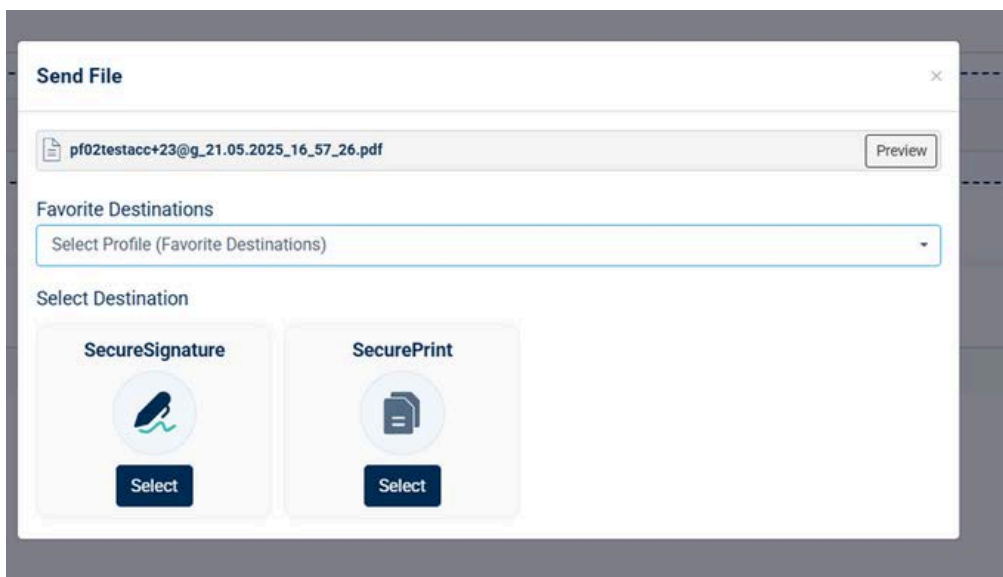 Send File
×
pf02testacc+23@g_21.05.2025_16_57_26.pdf
Preview
Favorite Destinations
Select Profile (Favorite Destinations)
Select Destination
SecureSignature
SecurePrint
Select
Select